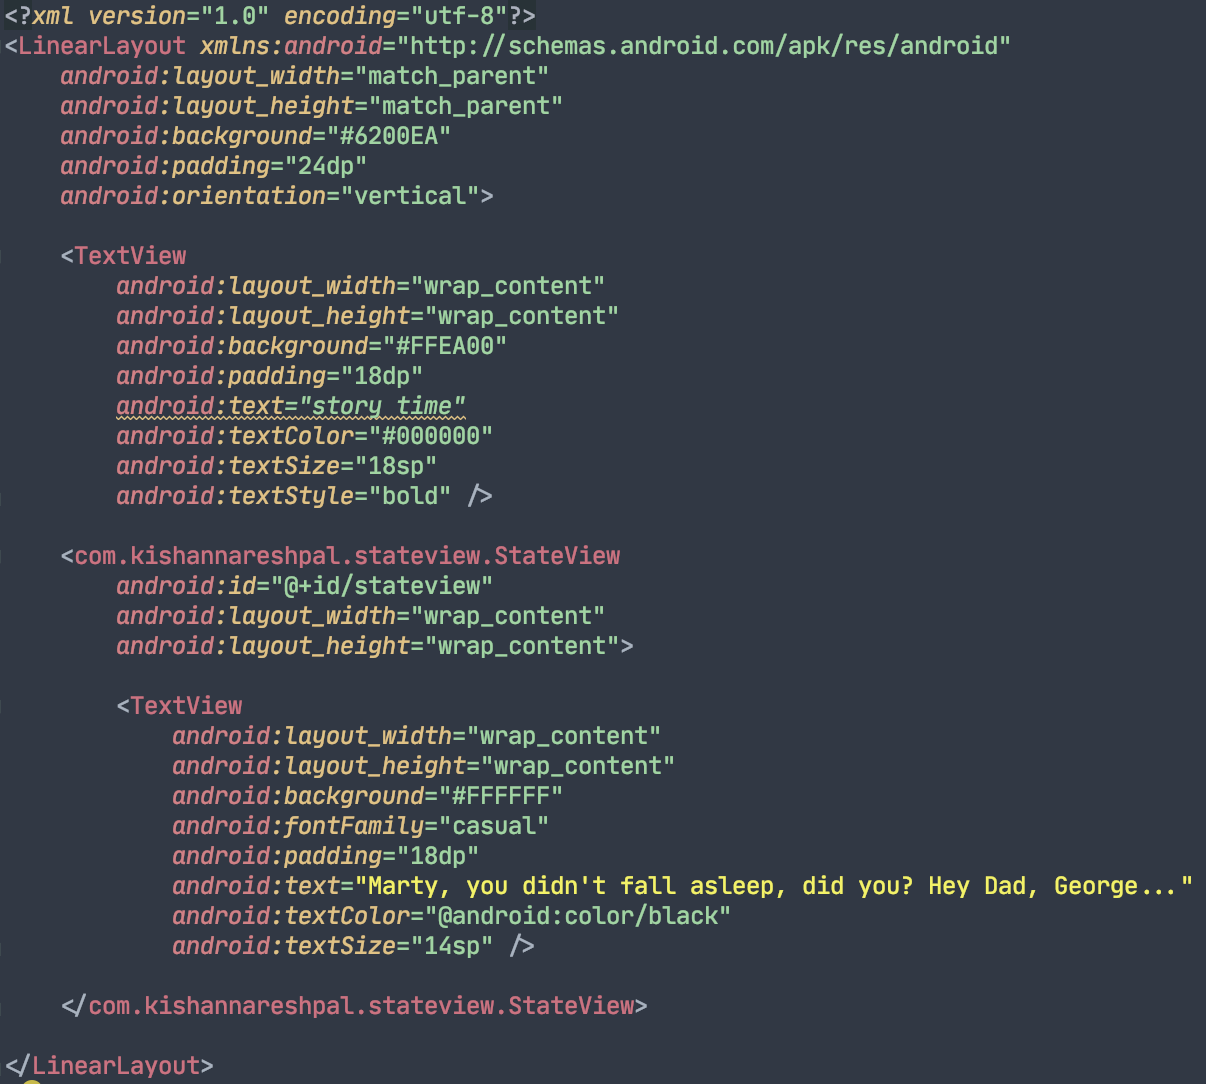 <?xml version="1.0" encoding="utf-8"?>
<LinearLayout xmlns:android="http://schemas.android.com/apk/res/android"
    android:layout_width="match_parent"
    android:layout_height="match_parent"
    android:background="#6200EA"
    android:padding="24dp"
    android:orientation="vertical">

    <TextView
        android:layout_width="wrap_content"
        android:layout_height="wrap_content"
        android:background="#FFEA00"
        android:padding="18dp"
        android:text="story time"
        android:textColor="#000000"
        android:textSize="18sp"
        android:textStyle="bold" />

    <com.kishannareshpal.stateview.StateView
        android:id="@+id/stateview"
        android:layout_width="wrap_content"
        android:layout_height="wrap_content">

        <TextView
            android:layout_width="wrap_content"
            android:layout_height="wrap_content"
            android:background="#FFFFFF"
            android:fontFamily="casual"
            android:padding="18dp"
            android:text="Marty, you didn't fall asleep, did you? Hey Dad, George..."
            android:textColor="@android:color/black"
            android:textSize="14sp" />

    </com.kishannareshpal.stateview.StateView>

</LinearLayout>